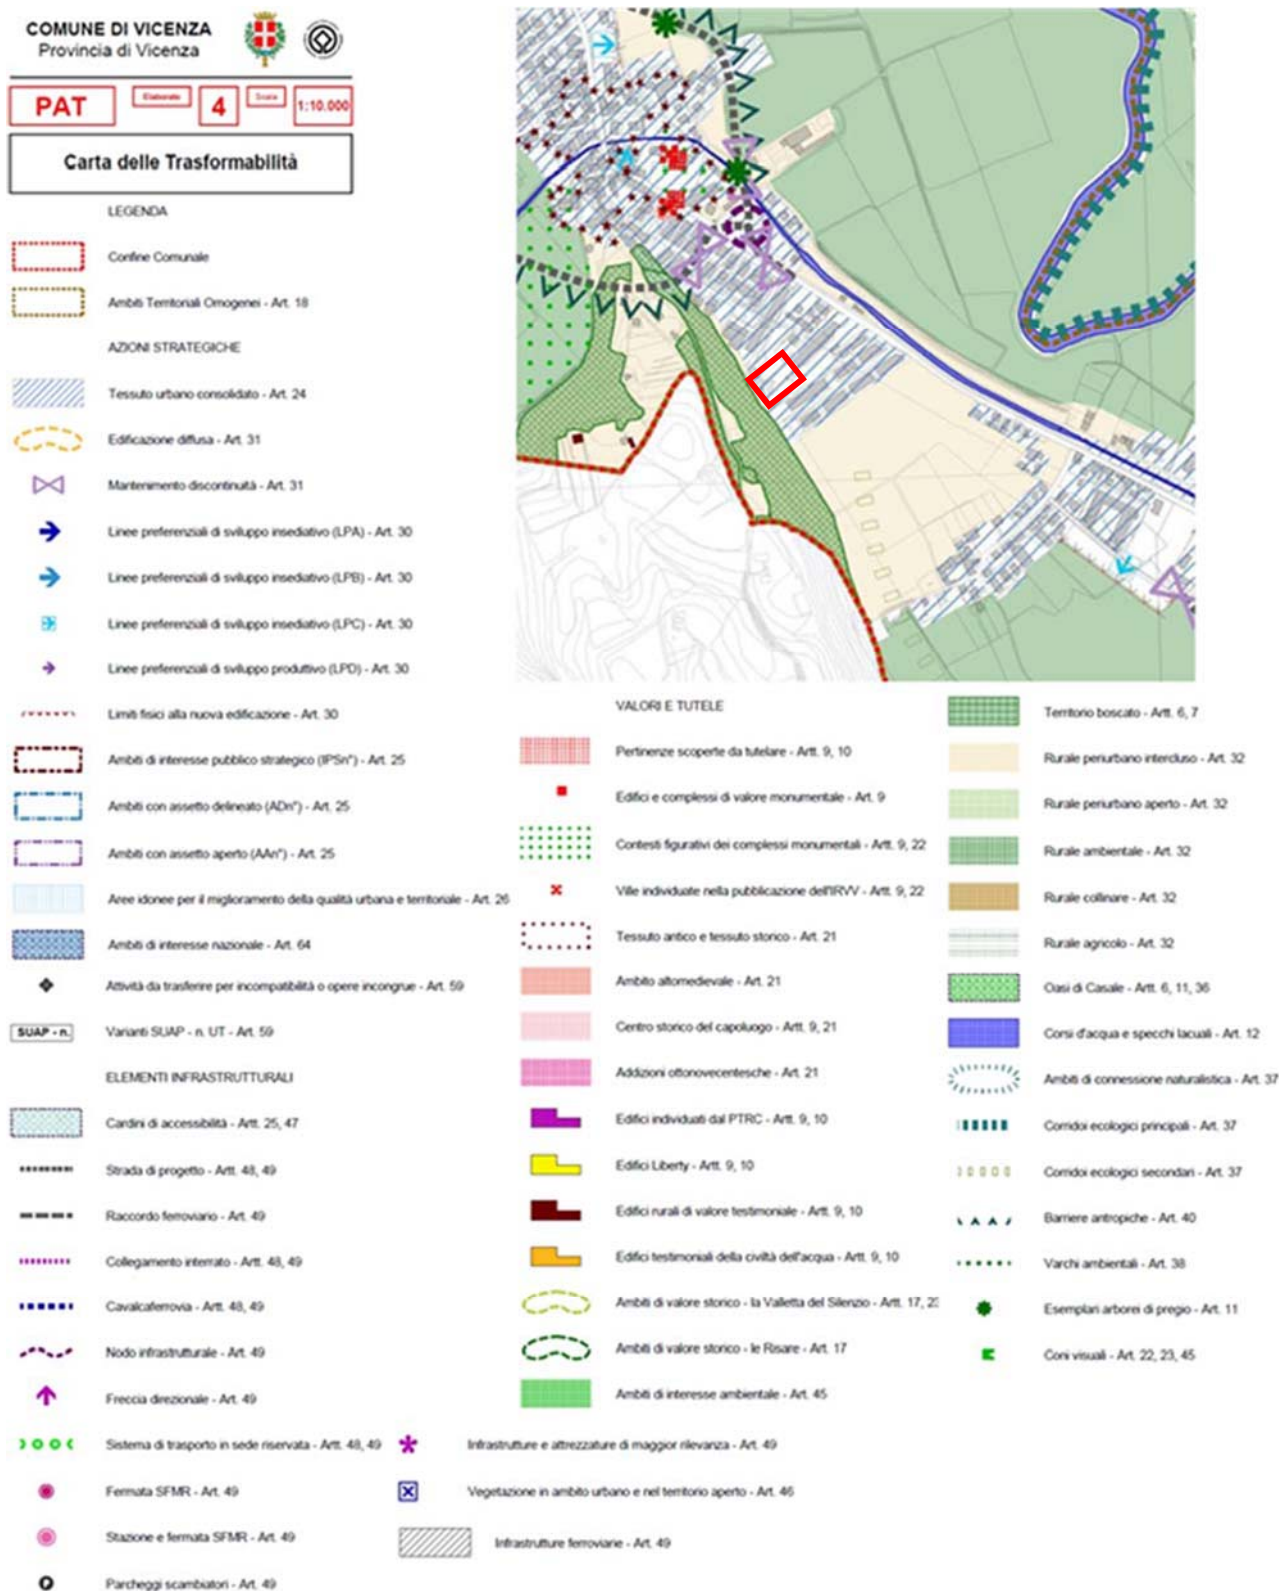 COMUNE DI VICENZA
Provincia di Vicenza
PAT
Elaborato
4
Scala
1:10.000
Carta delle Trasformabilità
LEGENDA
Confine Comunale
Ambiti Territoriali Omogenei - Art. 18
AZIONI STRATEGICHE
Tessuto urbano consolidato - Art. 24
Edificazione diffusa - Art. 31
Mantenimento discontinuità - Art. 31
Linee preferenziali di sviluppo insediativo (LPA) - Art. 30
Linee preferenziali di sviluppo insediativo (LPB) - Art. 30
Linee preferenziali di sviluppo insediativo (LPC) - Art. 30
Linee preferenziali di sviluppo produttivo (LPD) - Art. 30
Limiti fisici alla nuova edificazione - Art. 30
Ambiti di interesse pubblico strategico (IPSn°) - Art. 25
Ambiti con assetto delineato (ADn°) - Art. 25
Ambiti con assetto aperto (AAn°) - Art. 25
Aree idonee per il miglioramento della qualità urbana e territoriale - Art. 26
Ambiti di interesse nazionale - Art. 64
Attività da trasferire per incompatibilità o opere incongrue - Art. 59
SUAP - n.
Varianti SUAP - n. UT - Art. 59
ELEMENTI INFRASTRUTTURALI
Cardini di accessibilità - Artt. 25, 47
Strada di progetto - Artt. 48, 49
Raccordo ferroviario - Art. 49
Collegamento interrato - Artt. 48, 49
Cavalcaferrovia - Artt. 48, 49
Nodo infrastrutturale - Art. 49
Freccia direzionale - Art. 49
Sistema di trasporto in sede riservata - Artt. 48, 49
Fermata SFMR - Art. 49
Stazione e fermata SFMR - Art. 49
P
Parcheggi scambiatori - Art. 49
Infrastrutture e attrezzature di maggior rilevanza - Art. 49
Vegetazione in ambito urbano e nel territorio aperto - Art. 46
Infrastrutture ferroviarie - Art. 49
VALORI E TUTELE
Pertinenze scoperte da tutelare - Artt. 9, 10
Edifici e complessi di valore monumentale - Art. 9
Contesti figurativi dei complessi monumentali - Artt. 9, 22
Ville individuate nella pubblicazione dell'IRVV - Artt. 9, 22
Tessuto antico e tessuto storico - Art. 21
Ambito altomedievale - Art. 21
Centro storico del capoluogo - Artt. 9, 21
Addizioni ottonovecentesche - Art. 21
Edifici individuati dal PTRC - Artt. 9, 10
Edifici Liberty - Artt. 9, 10
Edifici rurali di valore testimoniale - Artt. 9, 10
Edifici testimoniali della civiltà dell'acqua - Artt. 9, 10
Ambiti di valore storico - la Valletta del Silenzio - Artt. 17, 23
Ambiti di valore storico - le Risare - Art. 17
Ambiti di interesse ambientale - Art. 45
Territorio boscato - Artt. 6, 7
Rurale periurbano intercluso - Art. 32
Rurale periurbano aperto - Art. 32
Rurale ambientale - Art. 32
Rurale collinare - Art. 32
Rurale agricolo - Art. 32
Oasi di Casale - Artt. 6, 11, 36
Corsi d'acqua e specchi lacuali - Art. 12
Ambiti di connessione naturalistica - Art. 37
Corridoi ecologici principali - Art. 37
Corridoi ecologici secondari - Art. 37
Barriere antropiche - Art. 40
Varchi ambientali - Art. 38
Esemplari arborei di pregio - Art. 11
Coni visuali - Art. 22, 23, 45